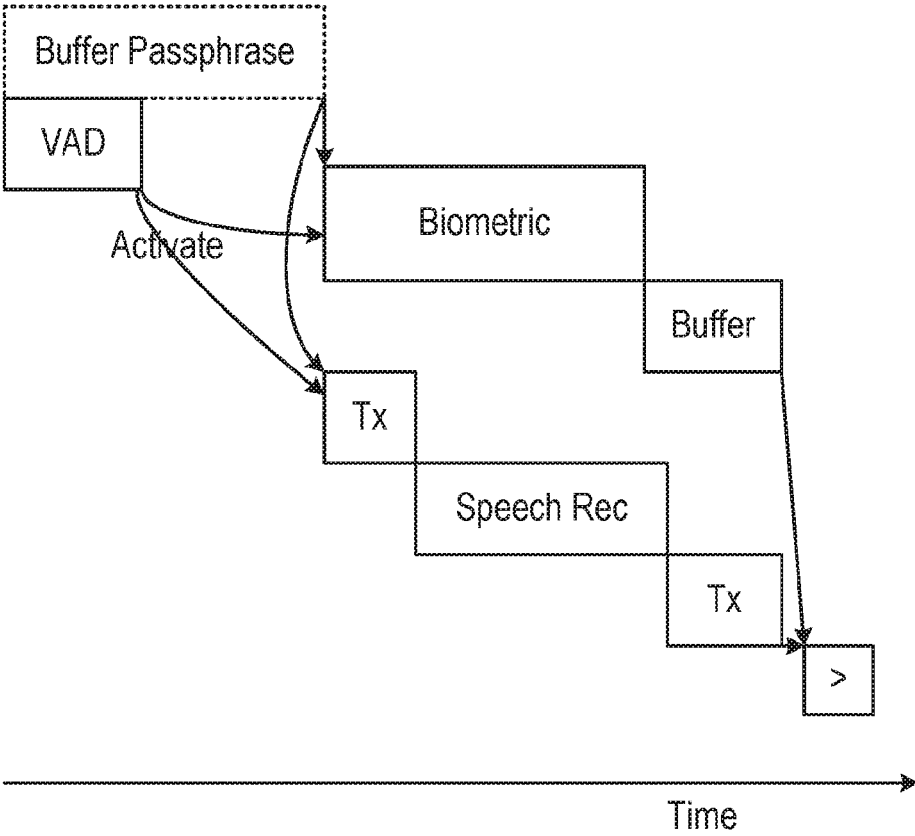 Buffer Passphrase
VAD
Activate
Biometric
Buffer
Tx
Speech Rec
Tx
>
Time